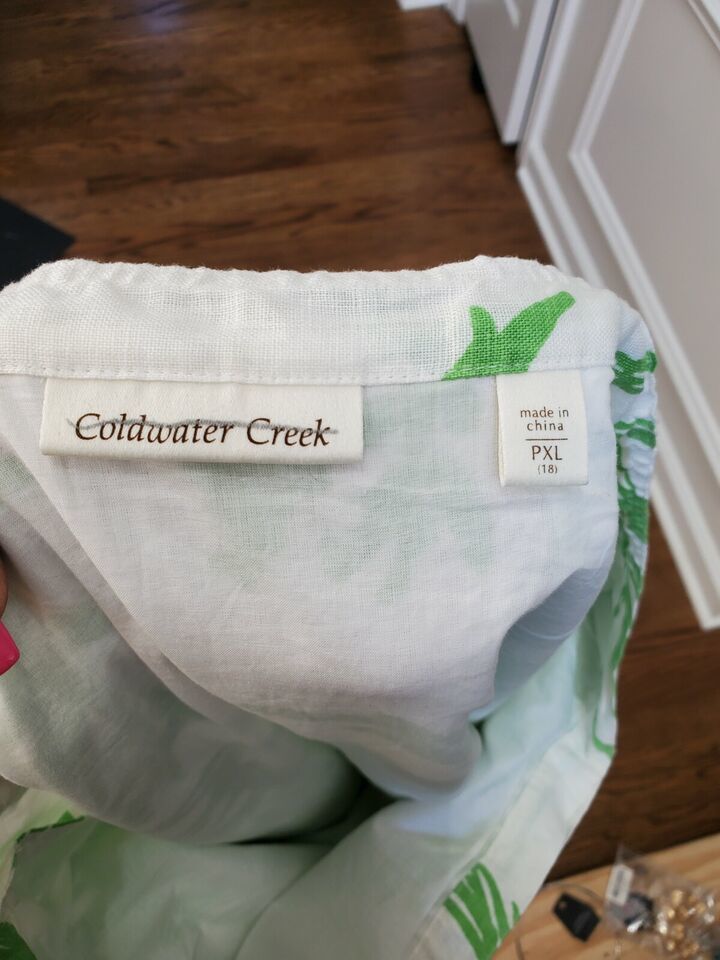 Coldwater Creek
made in
china
PXL
(18)